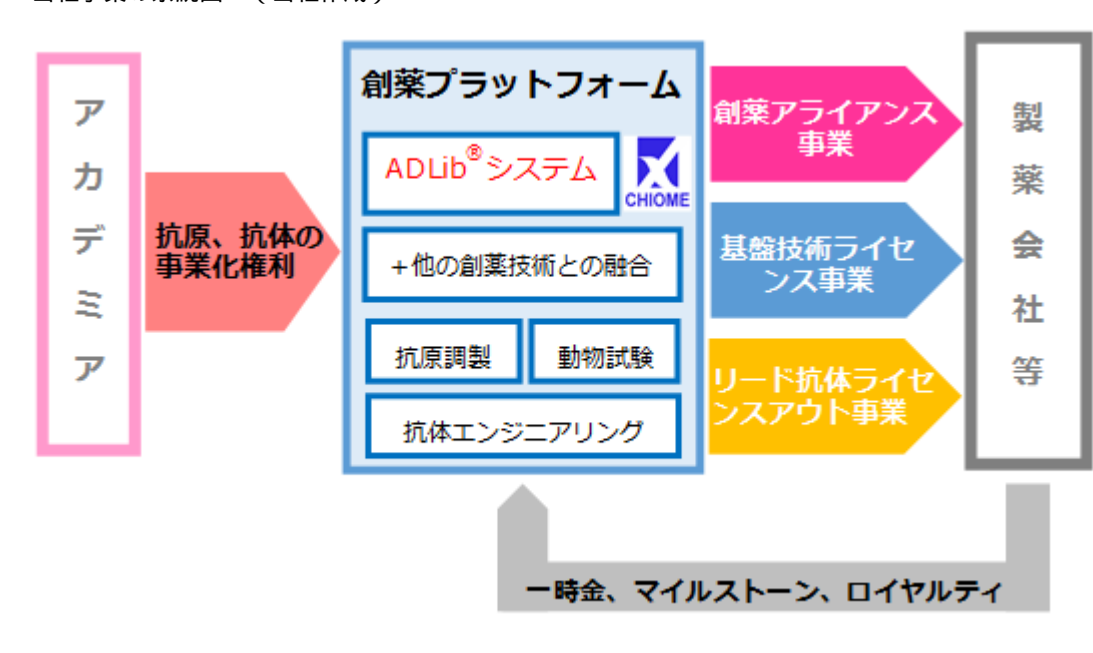 アカデミア
抗原、抗体の
事業化権利
創薬プラットフォーム
ADLib®システム
CHIOME
+他の創薬技術との融合
抗原調製
動物試験
抗体エンジニアリング
創薬アライアンス
事業
基盤技術ライセ
ンス事業
リード抗体ライセ
ンスアウト事業
製薬会社等
一時金、マイルストーン、ロイヤルティ